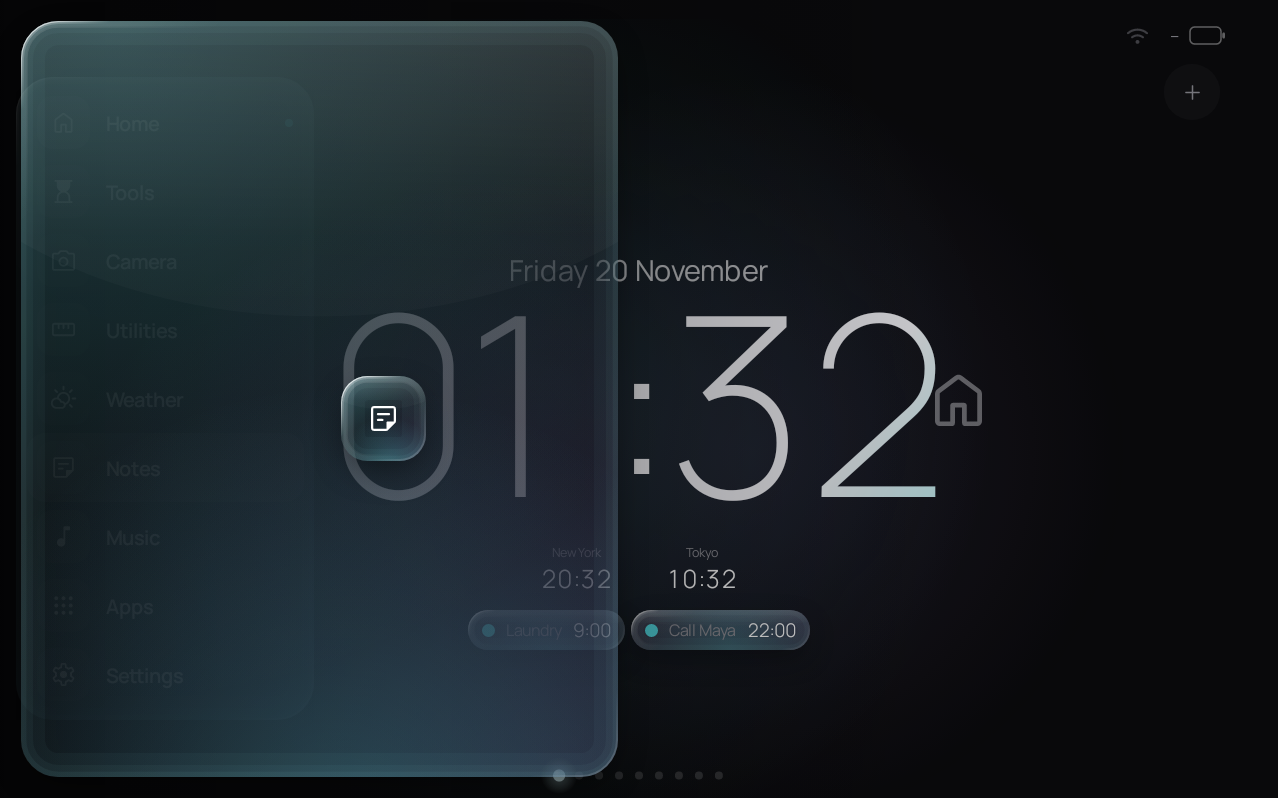 Home
Tools
Camera
Utilities
Weather
Notes
Music
Apps
Settings
Friday 20 November
01:32
New York
20:32
Tokyo
10:32
Laundry 9:00
Call Maya 22:00